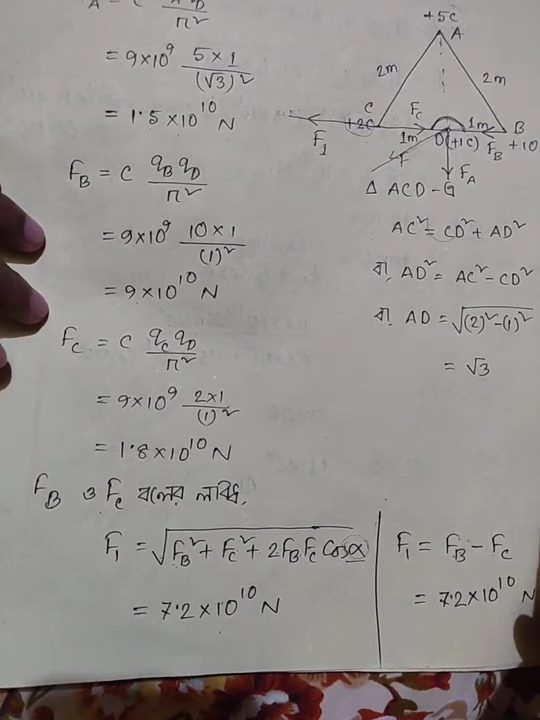 A = C
r²
= 9×10⁹ 5×1 / (√3)²
= 1.5×10¹⁰ N
F_B = C q_B q_D / r²
= 9×10⁹ 10×1 / (1)²
= 9×10¹⁰ N
F_C = C q_C q_D / r²
= 9×10⁹ 2×1 / (1)²
= 1.8×10¹⁰ N
F_B ও F_C বলের লব্ধি,
F₁ = √(F_B² + F_C² + 2F_B F_C Cosα)
= 7.2×10¹⁰ N
F₁ = F_B − F_C
= 7.2×10¹⁰ N
+5C
A
2m
2m
C
F_C
+2C
1m
D(+1C)
1m
B
+10
F₁
F
F_B
F_A
Δ ACD-এ
AC² = CD² + AD²
বা, AD² = AC² − CD²
বা, AD = √((2)²−(1)²)
= √3